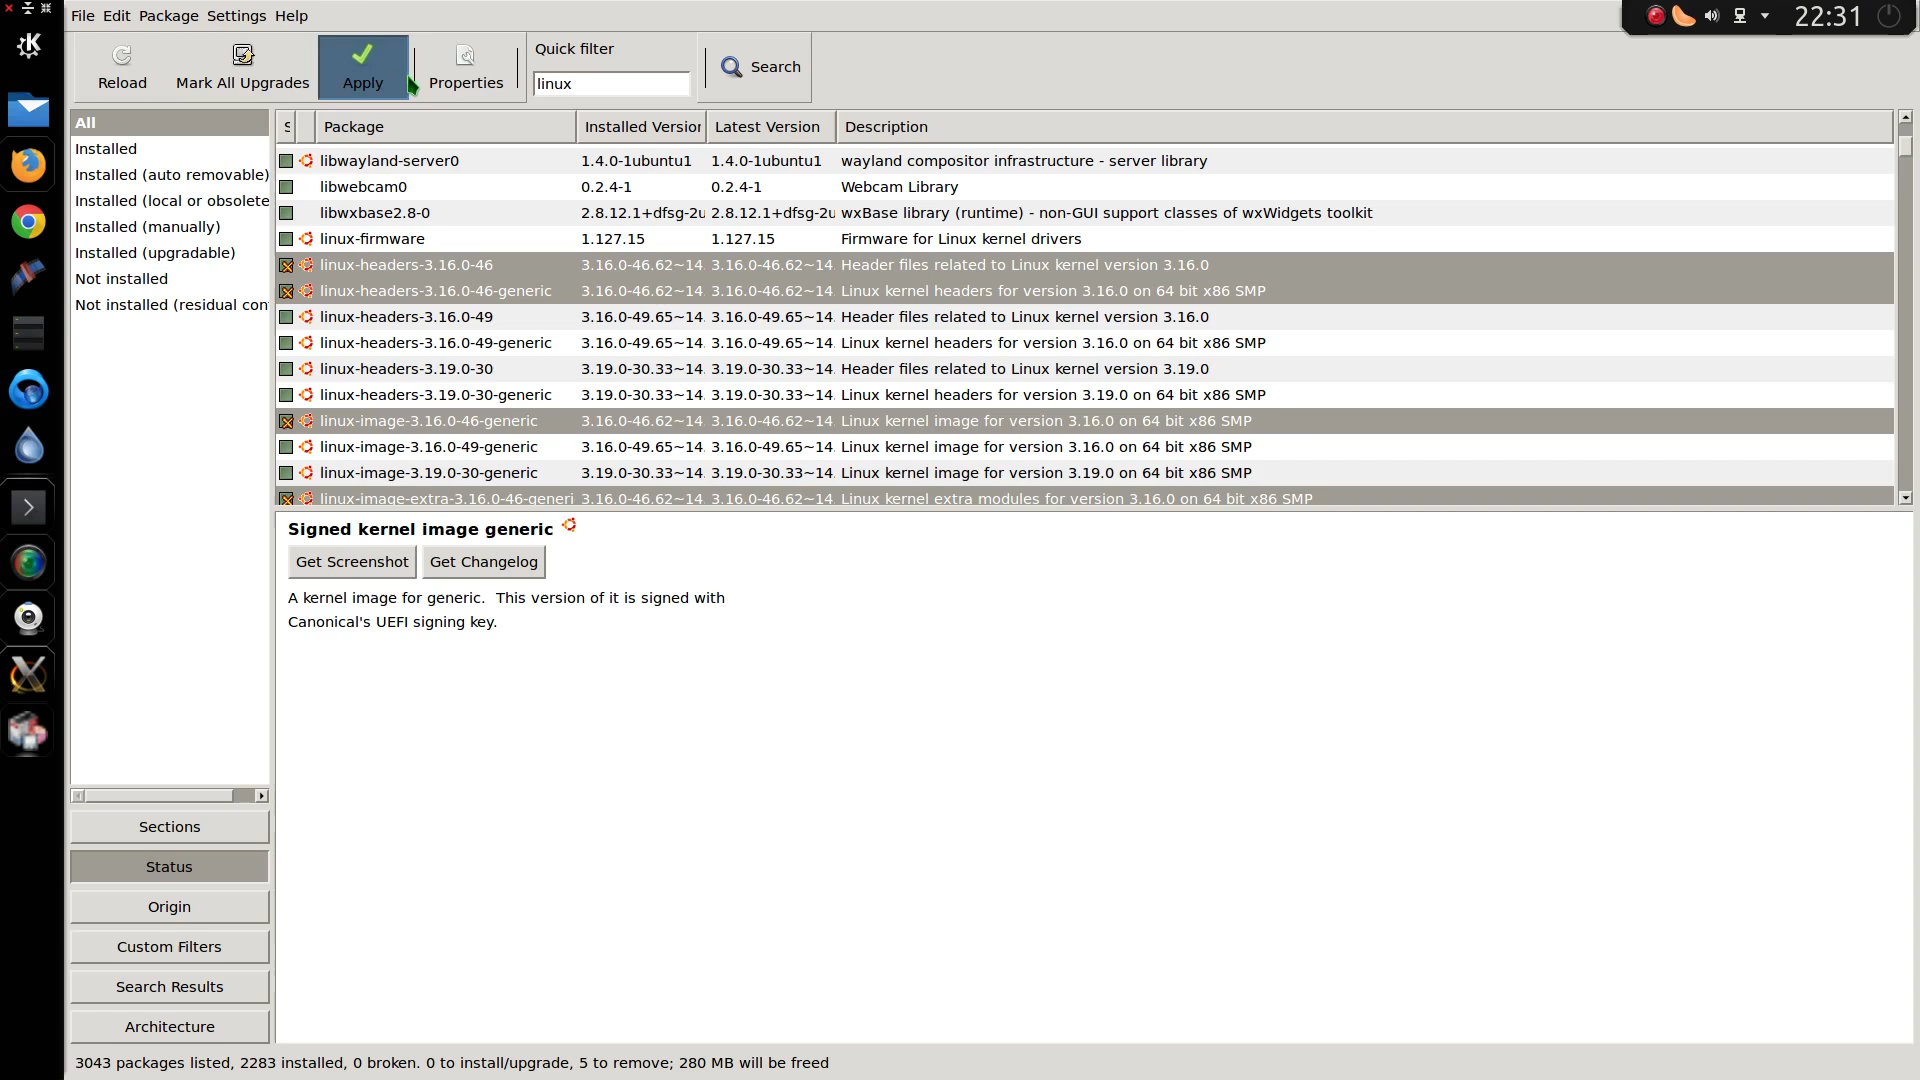 File Edit Package Settings Help
22:31
Reload Mark All Upgrades Apply Properties
Quick filter
linux
Search
All
Installed
Installed (auto removable)
Installed (local or obsolete
Installed (manually)
Installed (upgradable)
Not installed
Not installed (residual con
S Package Installed Version Latest Version Description
libwayland-server0 1.4.0-1ubuntu1 1.4.0-1ubuntu1 wayland compositor infrastructure - server library
libwebcam0 0.2.4-1 0.2.4-1 Webcam Library
libwxbase2.8-0 2.8.12.1+dfsg-2u 2.8.12.1+dfsg-2u wxBase library (runtime) - non-GUI support classes of wxWidgets toolkit
linux-firmware 1.127.15 1.127.15 Firmware for Linux kernel drivers
linux-headers-3.16.0-46 3.16.0-46.62~14. 3.16.0-46.62~14. Header files related to Linux kernel version 3.16.0
linux-headers-3.16.0-46-generic 3.16.0-46.62~14. 3.16.0-46.62~14. Linux kernel headers for version 3.16.0 on 64 bit x86 SMP
linux-headers-3.16.0-49 3.16.0-49.65~14. 3.16.0-49.65~14. Header files related to Linux kernel version 3.16.0
linux-headers-3.16.0-49-generic 3.16.0-49.65~14. 3.16.0-49.65~14. Linux kernel headers for version 3.16.0 on 64 bit x86 SMP
linux-headers-3.19.0-30 3.19.0-30.33~14. 3.19.0-30.33~14. Header files related to Linux kernel version 3.19.0
linux-headers-3.19.0-30-generic 3.19.0-30.33~14. 3.19.0-30.33~14. Linux kernel headers for version 3.19.0 on 64 bit x86 SMP
linux-image-3.16.0-46-generic 3.16.0-46.62~14. 3.16.0-46.62~14. Linux kernel image for version 3.16.0 on 64 bit x86 SMP
linux-image-3.16.0-49-generic 3.16.0-49.65~14. 3.16.0-49.65~14. Linux kernel image for version 3.16.0 on 64 bit x86 SMP
linux-image-3.19.0-30-generic 3.19.0-30.33~14. 3.19.0-30.33~14. Linux kernel image for version 3.19.0 on 64 bit x86 SMP
linux-image-extra-3.16.0-46-generi 3.16.0-46.62~14. 3.16.0-46.62~14. Linux kernel extra modules for version 3.16.0 on 64 bit x86 SMP
Signed kernel image generic
Get Screenshot Get Changelog
A kernel image for generic. This version of it is signed with
Canonical's UEFI signing key.
Sections
Status
Origin
Custom Filters
Search Results
Architecture
3043 packages listed, 2283 installed, 0 broken. 0 to install/upgrade, 5 to remove; 280 MB will be freed